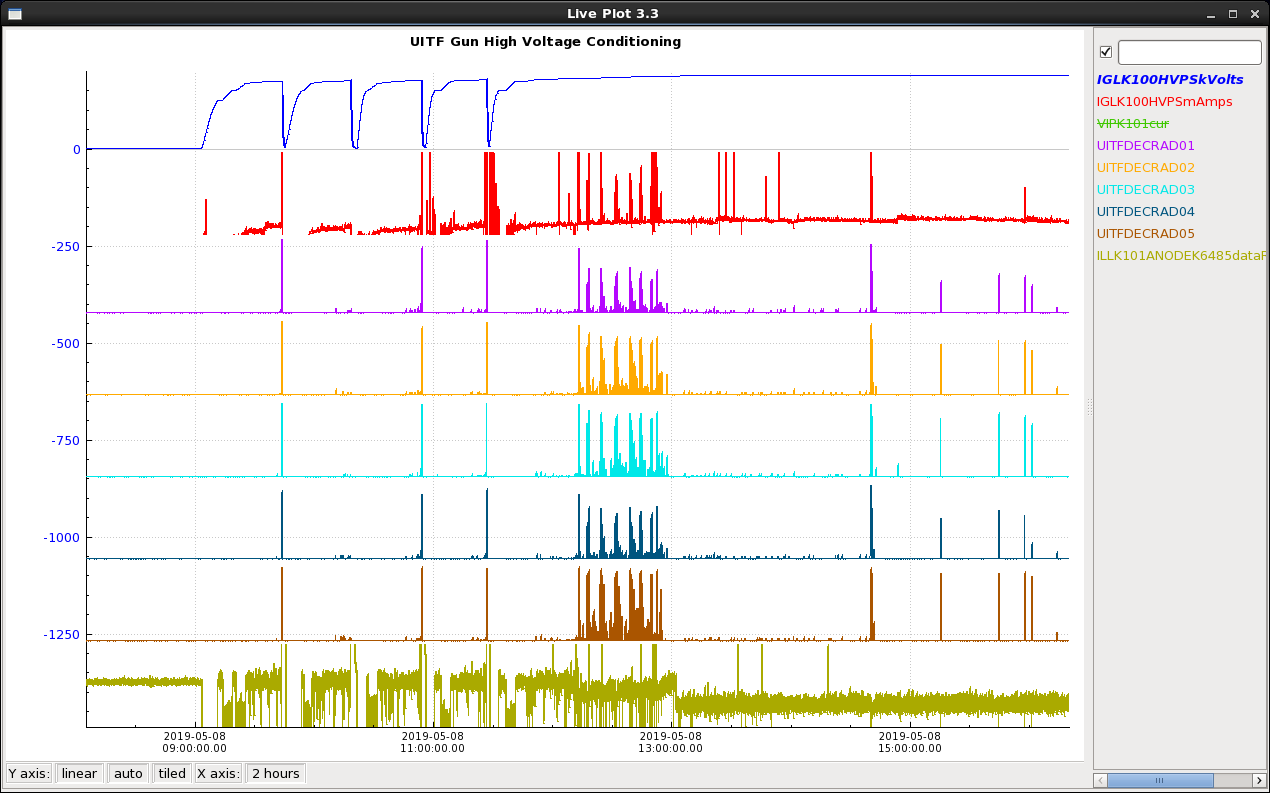 Live Plot 3.3
UITF Gun High Voltage Conditioning
IGLK100HVPSkVolts
IGLK100HVPSmAmps
VIPK101cur
UITFDECRAD01
UITFDECRAD02
UITFDECRAD03
UITFDECRAD04
UITFDECRAD05
ILLK101ANODEK6485dataF
0
-250
-500
-750
-1000
-1250
2019-05-08 2019-05-08 2019-05-08 2019-05-08
09:00:00.00 11:00:00.00 13:00:00.00 15:00:00.00
Y axis: linear auto tiled X axis: 2 hours